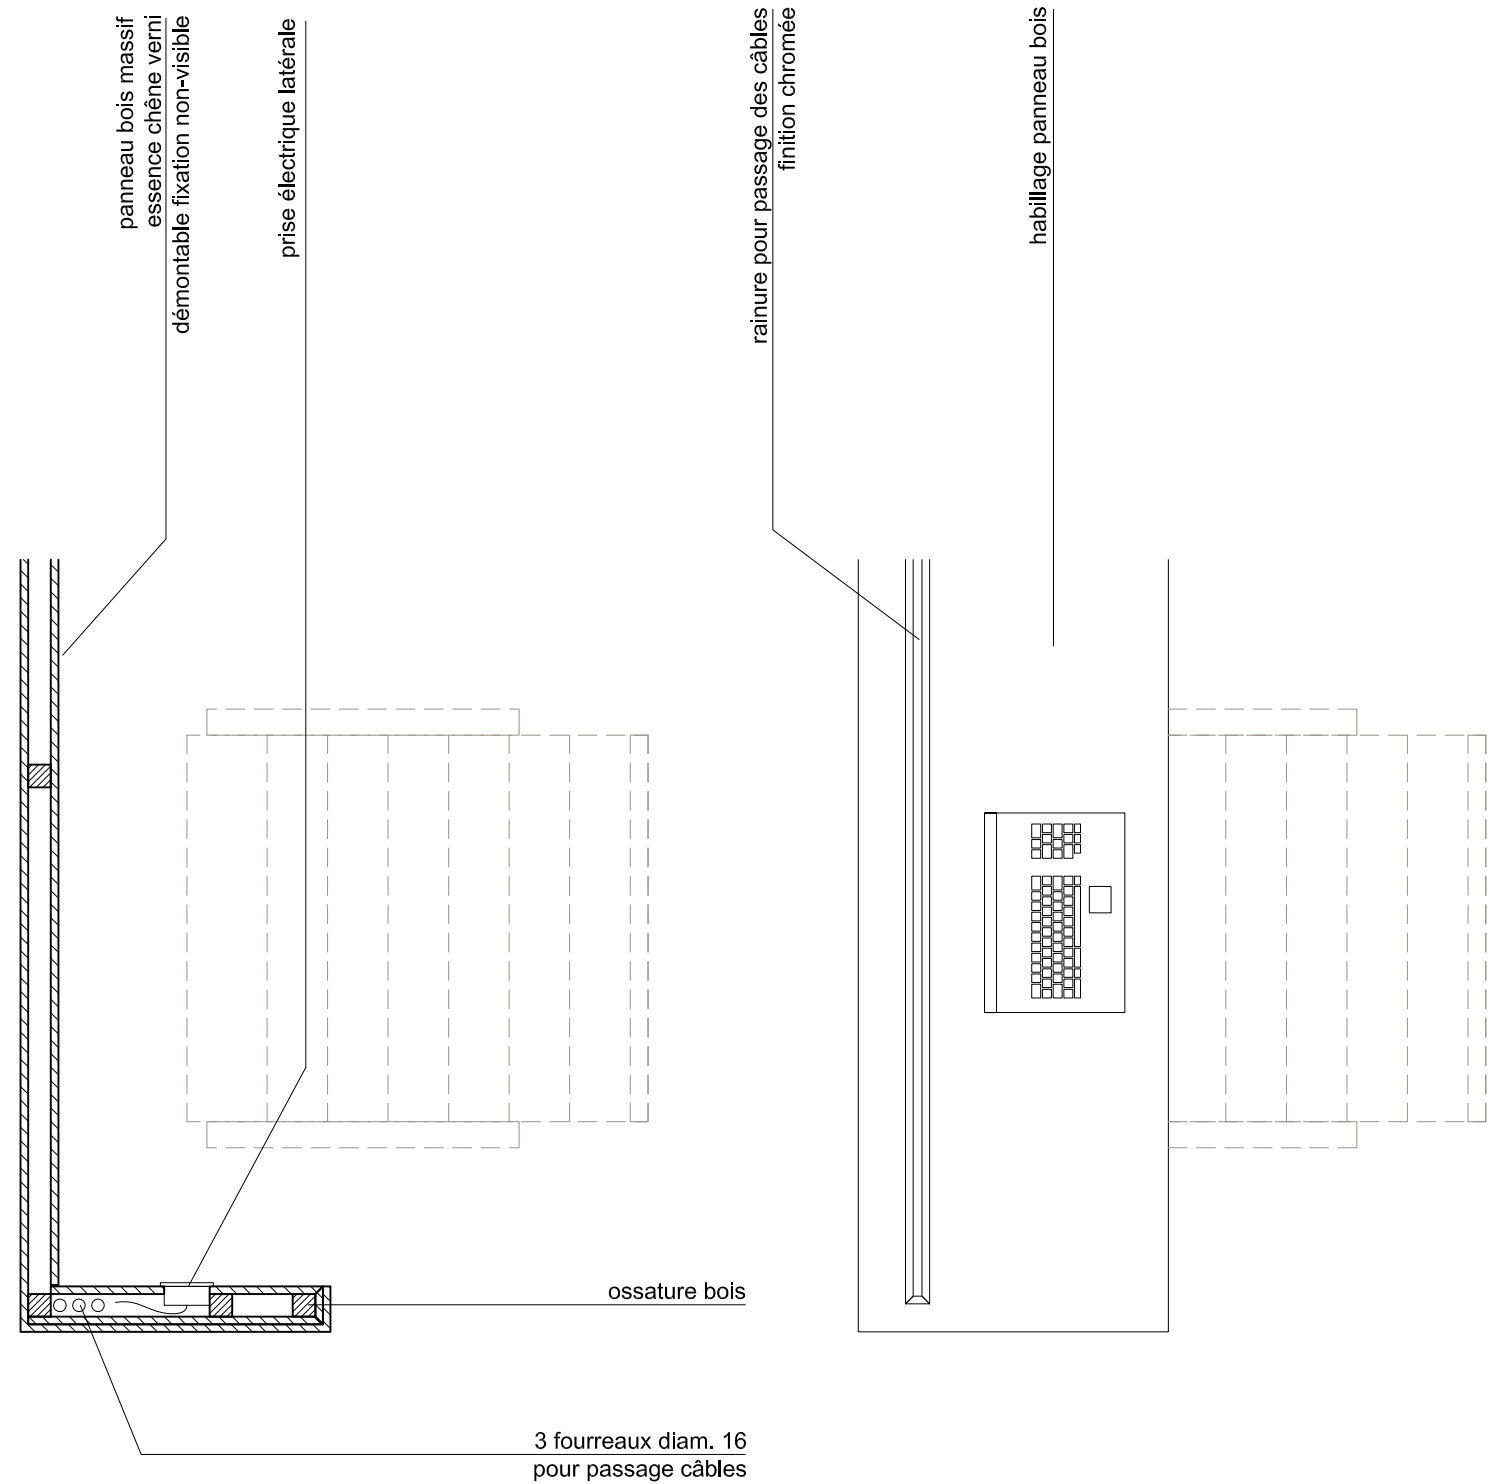 panneau bois massif
essence chêne verni
démontable fixation non-visible
prise électrique latérale
rainure pour passage des câbles
finition chromée
habillage panneau bois
ossature bois
3 fourreaux diam. 16
pour passage câbles